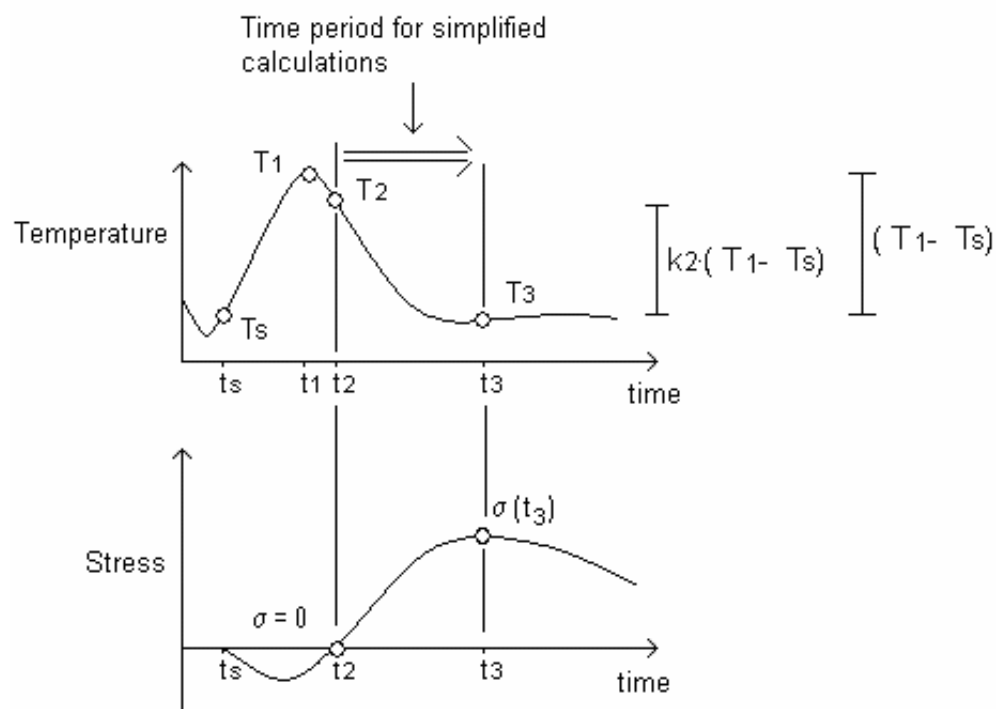 Time period for simplified
calculations
T1
T2
Temperature
k2·( T1- Ts)
( T1- Ts)
T3
Ts
ts
t1
t2
t3
time
σ(t3)
Stress
σ = 0
ts
t2
t3
time